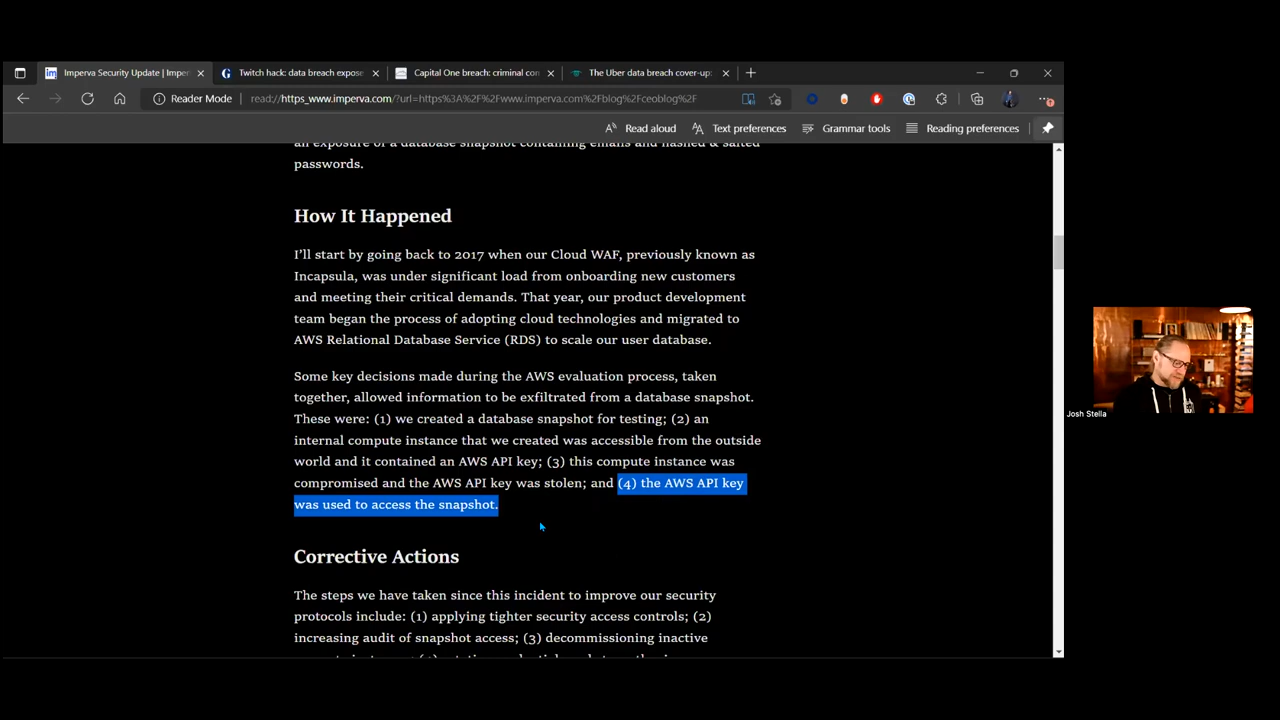 Imperva Security Update | Imper
Twitch hack: data breach expose
Capital One breach: criminal con
The Uber data breach cover-up:
Reader Mode
read://https_www.imperva.com/?url=https%3A%2F%2Fwww.imperva.com%2Fblog%2Fceoblog%2F
Read aloud
Text preferences
Grammar tools
Reading preferences
an exposure of a database snapshot containing emails and hashed & salted
passwords.
How It Happened
I'll start by going back to 2017 when our Cloud WAF, previously known as
Incapsula, was under significant load from onboarding new customers
and meeting their critical demands. That year, our product development
team began the process of adopting cloud technologies and migrated to
AWS Relational Database Service (RDS) to scale our user database.
Some key decisions made during the AWS evaluation process, taken
together, allowed information to be exfiltrated from a database snapshot.
These were: (1) we created a database snapshot for testing; (2) an
internal compute instance that we created was accessible from the outside
world and it contained an AWS API key; (3) this compute instance was
compromised and the AWS API key was stolen; and (4) the AWS API key
was used to access the snapshot.
Corrective Actions
The steps we have taken since this incident to improve our security
protocols include: (1) applying tighter security access controls; (2)
increasing audit of snapshot access; (3) decommissioning inactive
Josh Stella